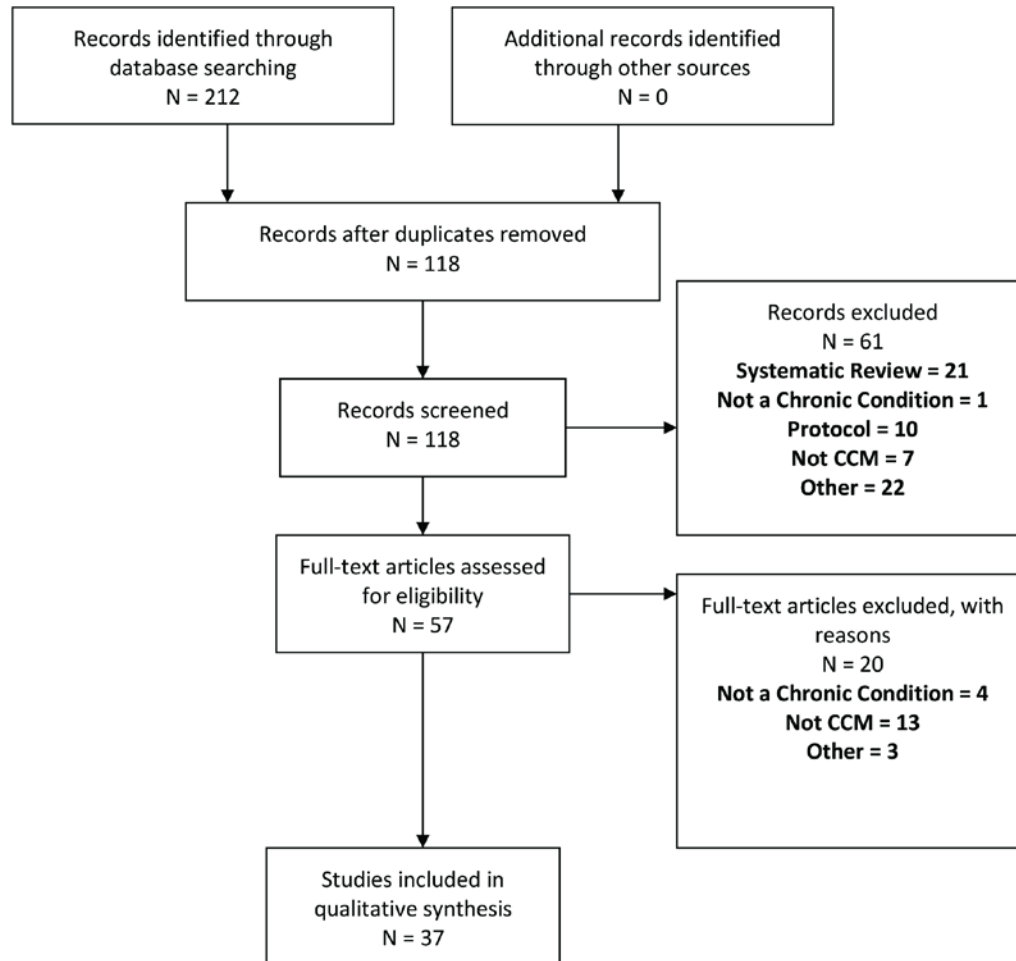 Records identified through
database searching
N = 212
Additional records identified
through other sources
N = 0
Records after duplicates removed
N = 118
Records screened
N = 118
Records excluded
N = 61
Systematic Review = 21
Not a Chronic Condition = 1
Protocol = 10
Not CCM = 7
Other = 22
Full-text articles assessed
for eligibility
N = 57
Full-text articles excluded, with
reasons
N = 20
Not a Chronic Condition = 4
Not CCM = 13
Other = 3
Studies included in
qualitative synthesis
N = 37